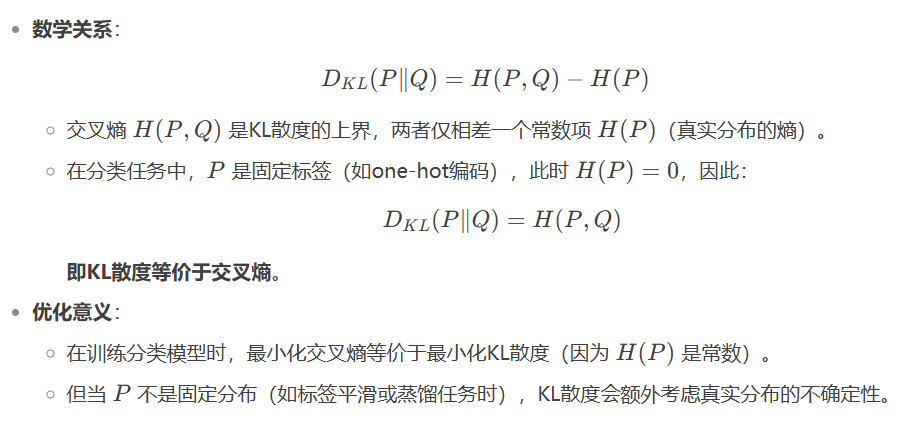 数学关系：
D_{KL}(P∥Q) = H(P,Q) − H(P)
交叉熵 H(P,Q) 是KL散度的上界，两者仅相差一个常数项 H(P)（真实分布的熵）。
在分类任务中，P 是固定标签（如one-hot编码），此时 H(P) = 0，因此：
D_{KL}(P∥Q) = H(P,Q)
即KL散度等价于交叉熵。
优化意义：
在训练分类模型时，最小化交叉熵等价于最小化KL散度（因为 H(P) 是常数）。
但当 P 不是固定分布（如标签平滑或蒸馏任务时），KL散度会额外考虑真实分布的不确定性。